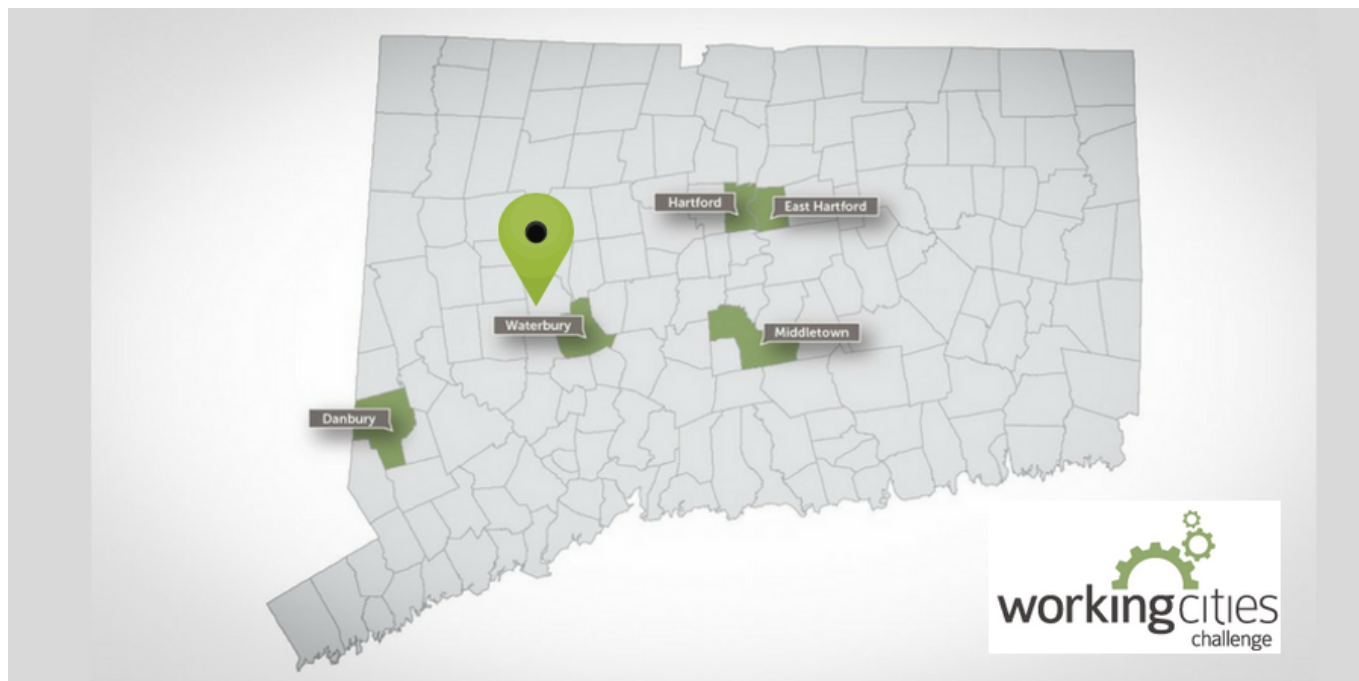 Hartford
East Hartford
Waterbury
Middletown
Danbury
workingcities
challenge